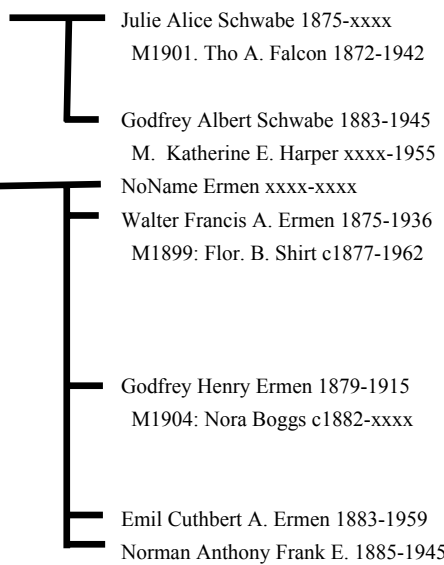 Julie Alice Schwabe 1875-xxxx
M1901. Tho A. Falcon 1872-1942
Godfrey Albert Schwabe 1883-1945
M. Katherine E. Harper xxxx-1955
NoName Ermen xxxx-xxxx
Walter Francis A. Ermen 1875-1936
M1899: Flor. B. Shirt c1877-1962
Godfrey Henry Ermen 1879-1915
M1904: Nora Boggs c1882-xxxx
Emil Cuthbert A. Ermen 1883-1959
Norman Anthony Frank E. 1885-1945